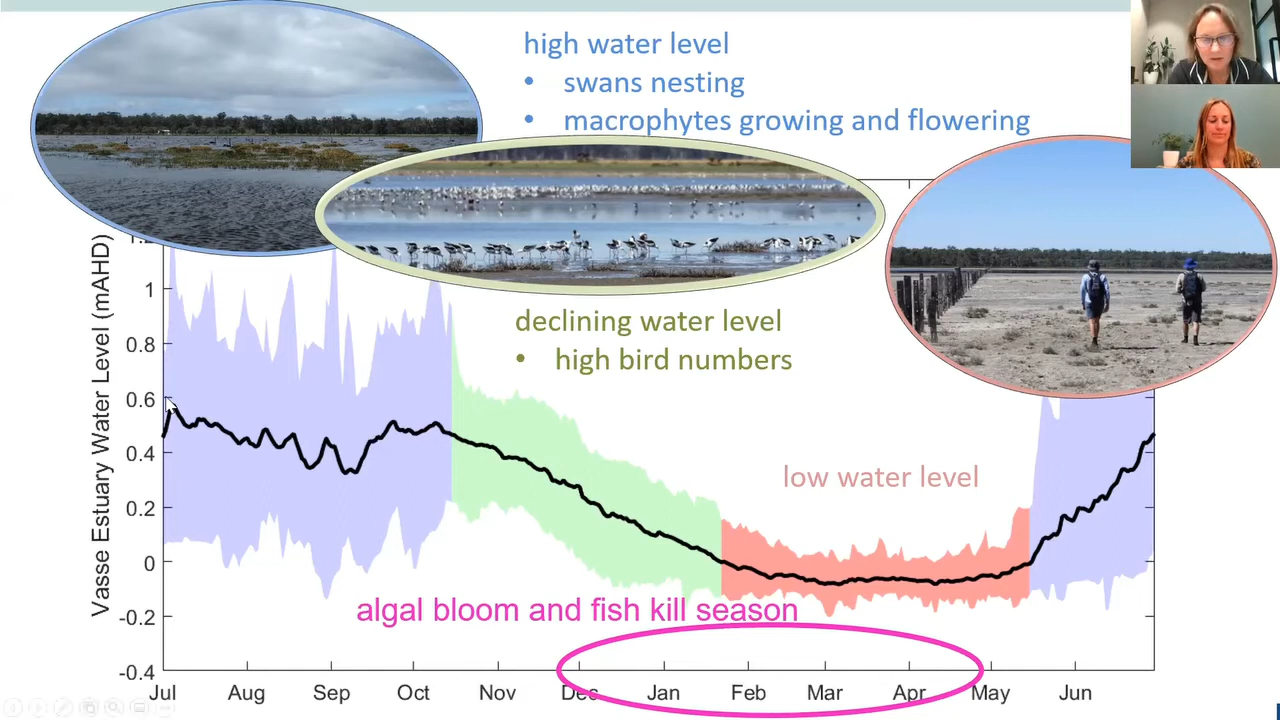 high water level
• swans nesting
• macrophytes growing and flowering
declining water level
• high bird numbers
low water level
algal bloom and fish kill season
Vasse Estuary Water Level (mAHD)
1
0.8
0.6
0.4
0.2
0
-0.2
-0.4
Jul Aug Sep Oct Nov Dec Jan Feb Mar Apr May Jun